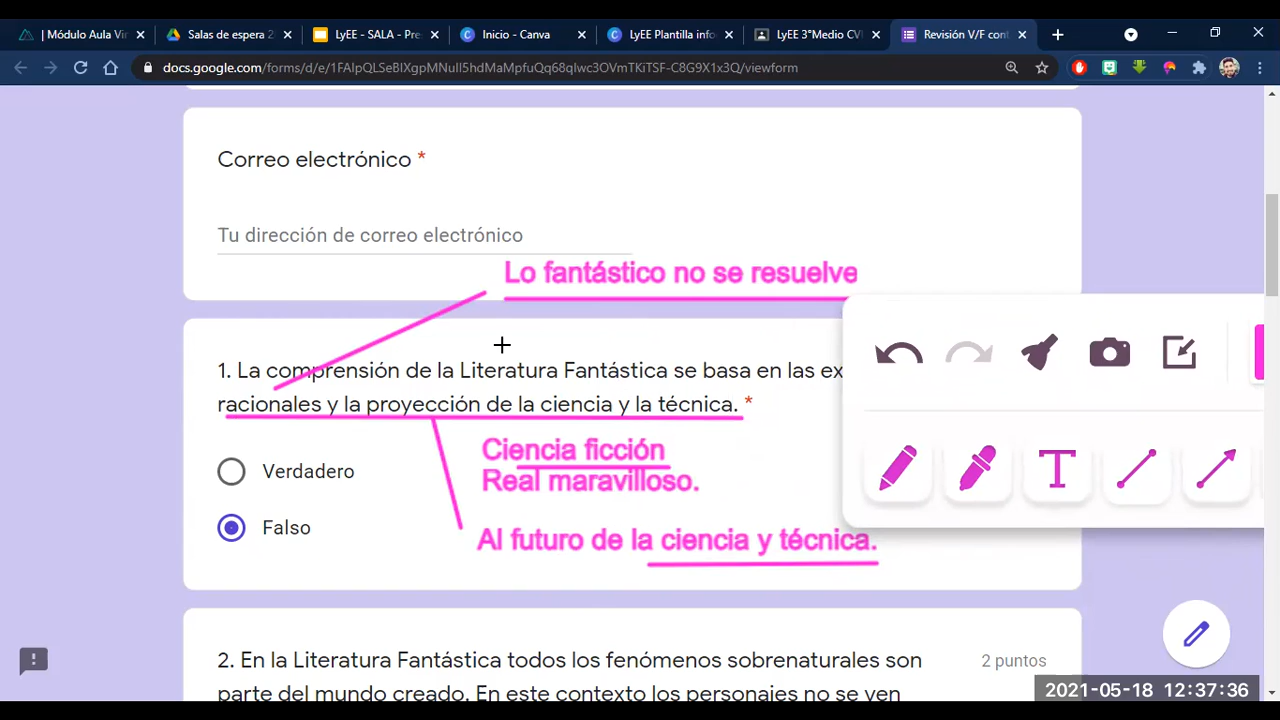 | Módulo Aula Vir
Salas de espera 2
LyEE - SALA - Pre
Inicio - Canva
LyEE Plantilla info
LyEE 3°Medio CVI
Revisión V/F con
docs.google.com/forms/d/e/1FAIpQLSeBIXgpMNuII5hdMaMpfuQq68qIwc3OVmTKiTSF-C8G9X1x3Q/viewform
Correo electrónico *
Tu dirección de correo electrónico
Lo fantástico no se resuelve
1. La comprensión de la Literatura Fantástica se basa en las ex
racionales y la proyección de la ciencia y la técnica. *
Ciencia ficción
Verdadero
Real maravilloso.
Falso
Al futuro de la ciencia y técnica.
2. En la Literatura Fantástica todos los fenómenos sobrenaturales son
2 puntos
parte del mundo creado. En este contexto los personajes no se ven
2021-05-18 12:37:36